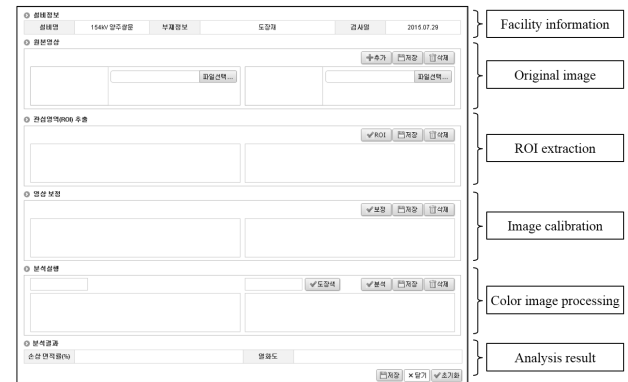 설비정보
설비명 154kV 양주쌍문 부재정보 도장재 검사일 2015.07.29
Facility information
원본영상
추가 저장 삭제
파일선택... 파일선택...
Original image
관심영역(ROI) 추출
ROI 저장 삭제
ROI extraction
영상 보정
보정 저장 삭제
Image calibration
분석실행
도장색 분석 저장 삭제
Color image processing
분석결과
손상 면적률(%) 열화도
Analysis result
저장 닫기 초기화